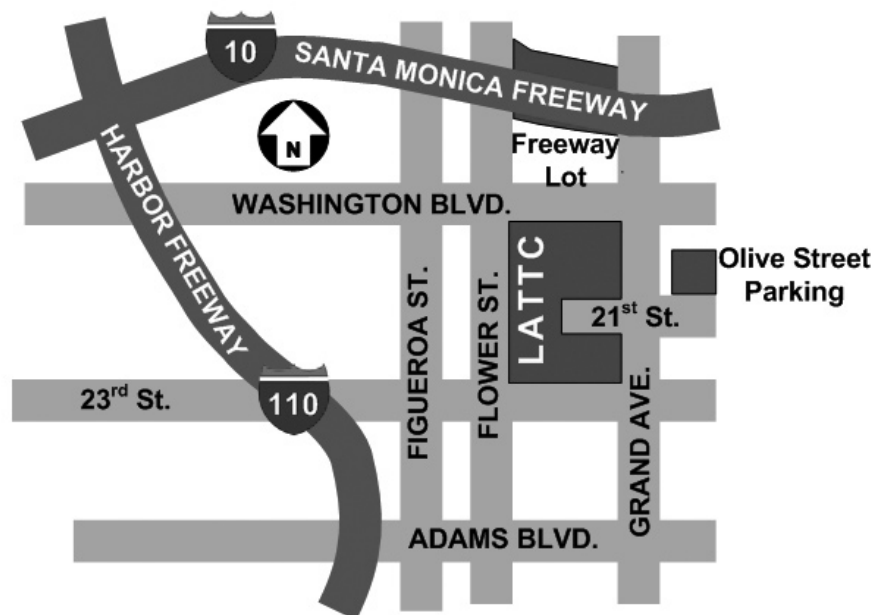 10
SANTA MONICA FREEWAY
HARBOR FREEWAY
N
Freeway
Lot
WASHINGTON BLVD.
LATTC
Olive Street
Parking
21st St.
FIGUEROA ST.
FLOWER ST.
GRAND AVE.
23rd St.
110
ADAMS BLVD.